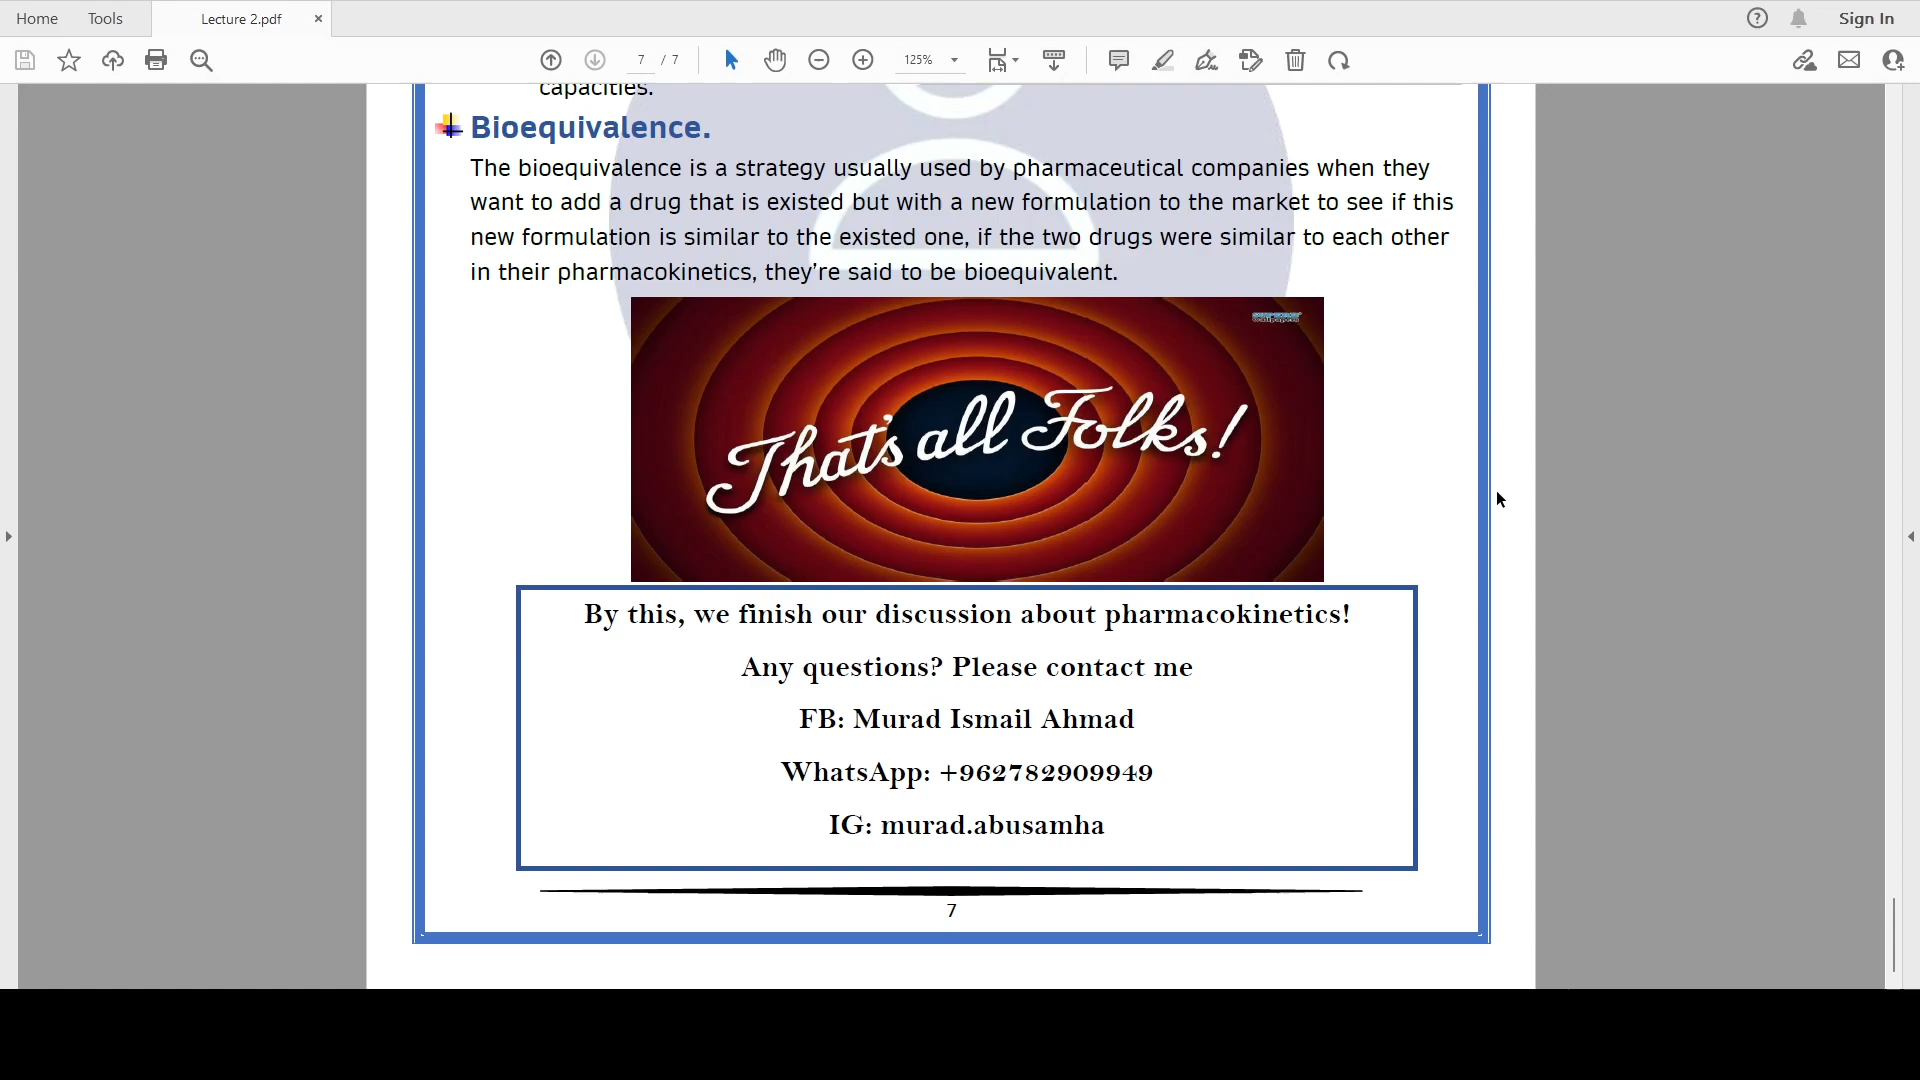 Home Tools Lecture 2.pdf × Sign In
7 / 7 125%
capacities.
Bioequivalence.
The bioequivalence is a strategy usually used by pharmaceutical companies when they
want to add a drug that is existed but with a new formulation to the market to see if this
new formulation is similar to the existed one, if the two drugs were similar to each other
in their pharmacokinetics, they're said to be bioequivalent.
That's all Folks!
By this, we finish our discussion about pharmacokinetics!
Any questions? Please contact me
FB: Murad Ismail Ahmad
WhatsApp: +962782909949
IG: murad.abusamha
7